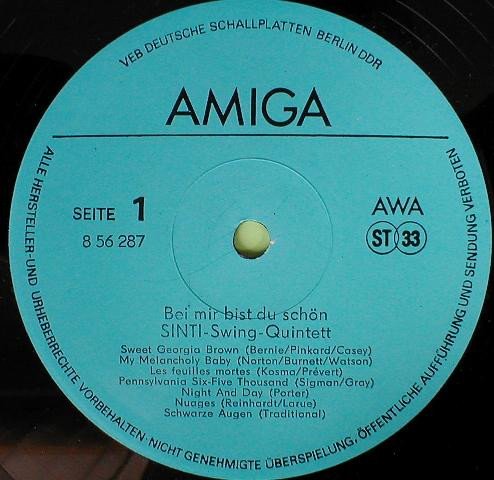 VEB DEUTSCHE SCHALLPLATTEN BERLIN DDR
AMIGA
SEITE 1
8 56 287
AWA
ST 33
Bei mir bist du schön
SINTI-Swing-Quintett
Sweet Georgia Brown (Bernie/Pinkard/Casey)
My Melancholy Baby (Norton/Burnett/Watson)
Les feuilles mortes (Kosma/Prévert)
Pennsylvania Six-Five Thousand (Sigman/Gray)
Night And Day (Porter)
Nuages (Reinhardt/Larue)
Schwarze Augen (Traditional)
ALLE HERSTELLER-UND URHEBERRECHTE VORBEHALTEN NICHT GENEHMIGTE ÜBERSPIELUNG, ÖFFENTLICHE AUFFÜHRUNG UND SENDUNG VERBOTEN